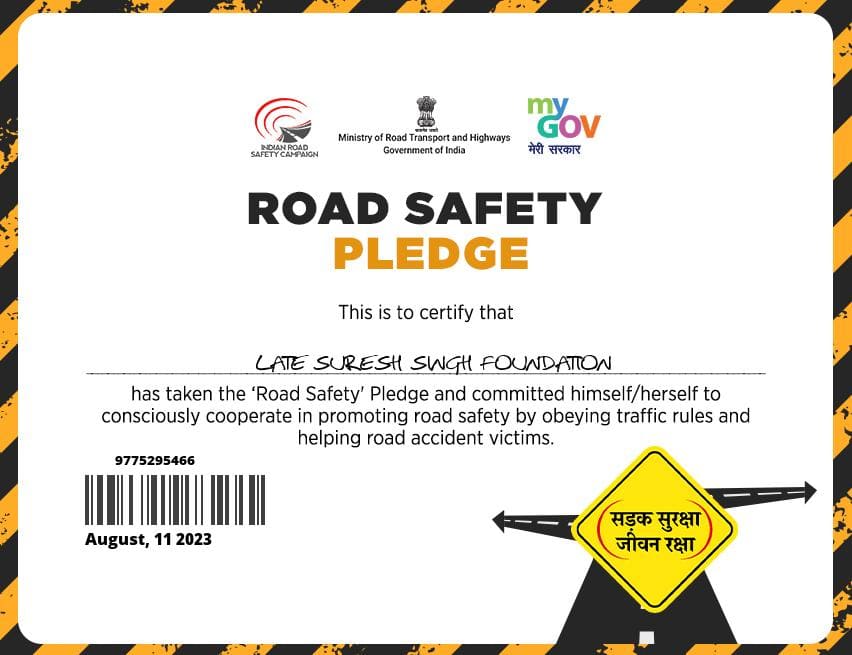 INDIAN ROAD
SAFETY CAMPAIGN
सत्यमेव जयते
Ministry of Road Transport and Highways
Government of India
my
GOV
मेरी सरकार
ROAD SAFETY
PLEDGE
This is to certify that
LATE SURESH SINGH FOUNDATION
has taken the ‘Road Safety’ Pledge and committed himself/herself to
consciously cooperate in promoting road safety by obeying traffic rules and
helping road accident victims.
9775295466
August, 11 2023
सड़क सुरक्षा
जीवन रक्षा